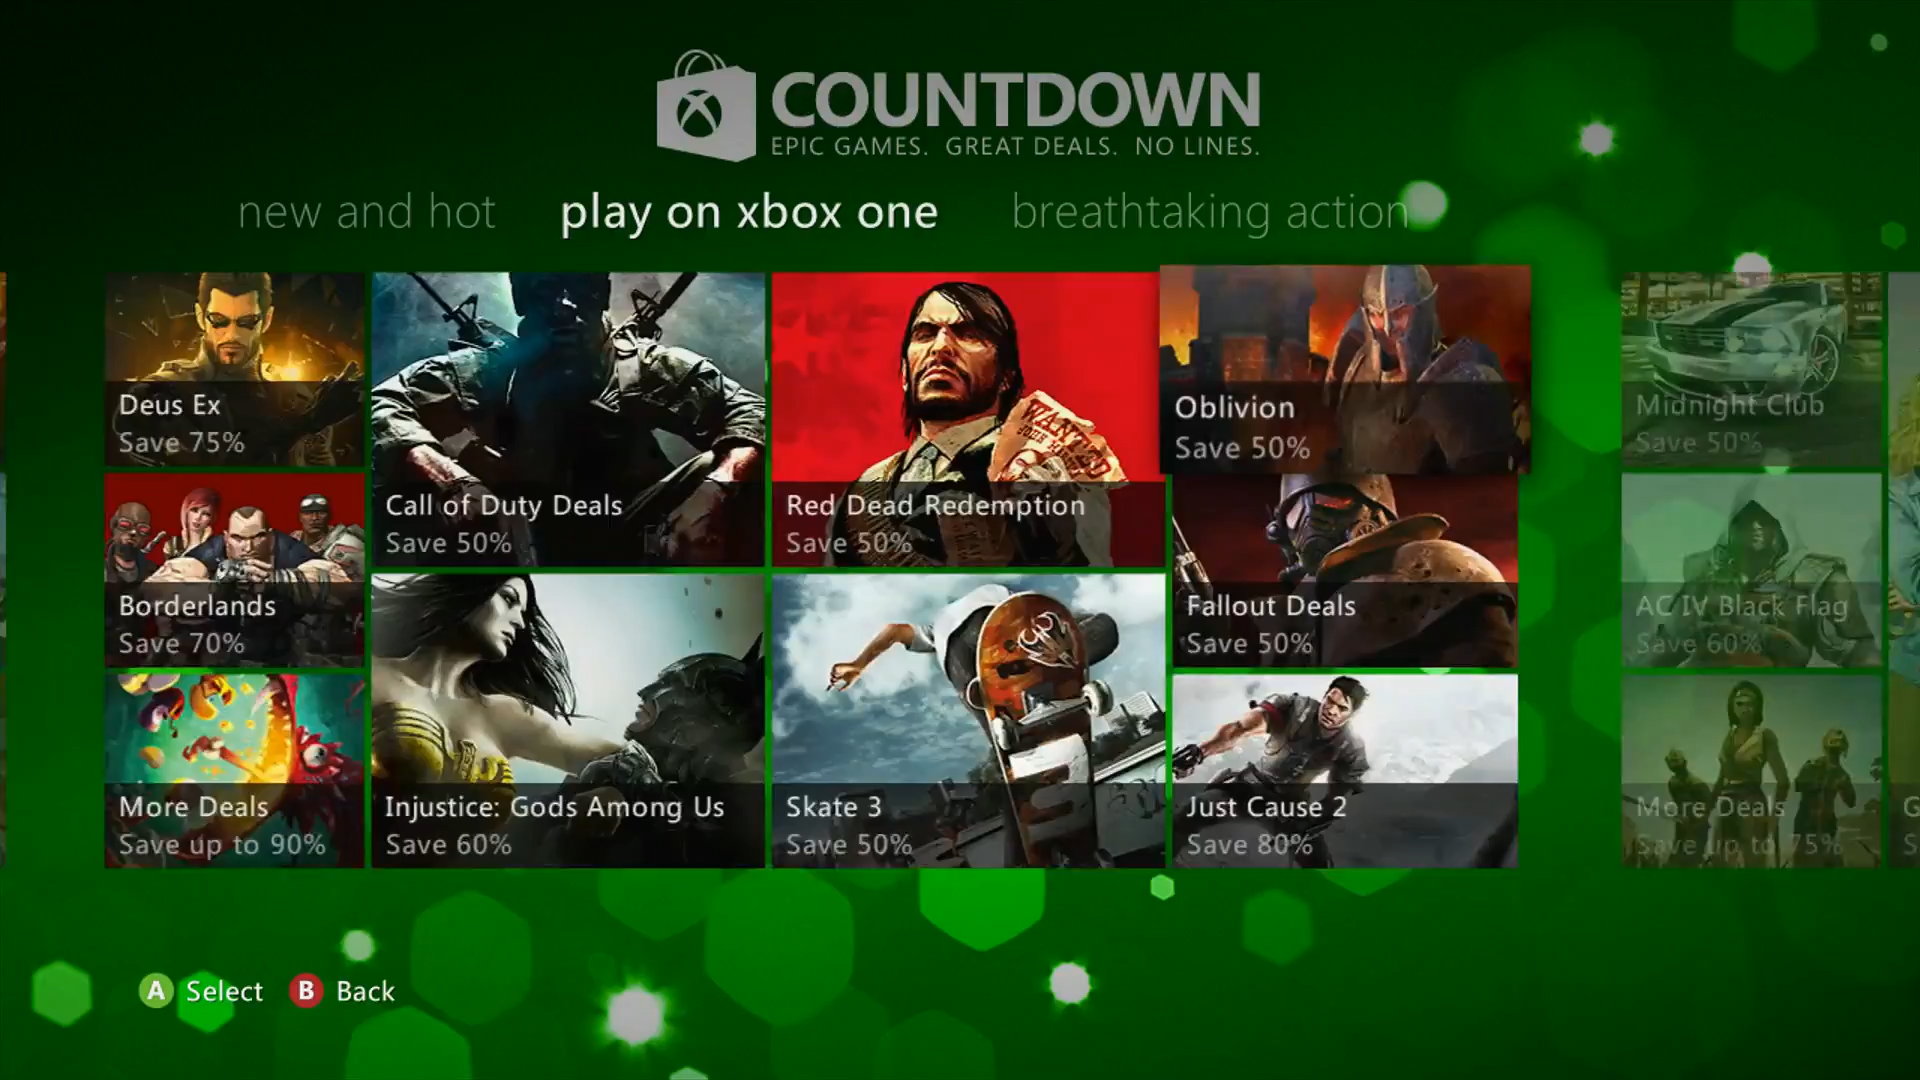 COUNTDOWN
EPIC GAMES. GREAT DEALS. NO LINES.
new and hot
play on xbox one
breathtaking action
Deus Ex
Save 75%
Borderlands
Save 70%
More Deals
Save up to 90%
Call of Duty Deals
Save 50%
Injustice: Gods Among Us
Save 60%
WANTED
Red Dead Redemption
Save 50%
Skate 3
Save 50%
Oblivion
Save 50%
Fallout Deals
Save 50%
Just Cause 2
Save 80%
Midnight Club
Save 50%
AC IV Black Flag
Save 60%
More Deals
Save up to 75%
G
S
A Select
B Back